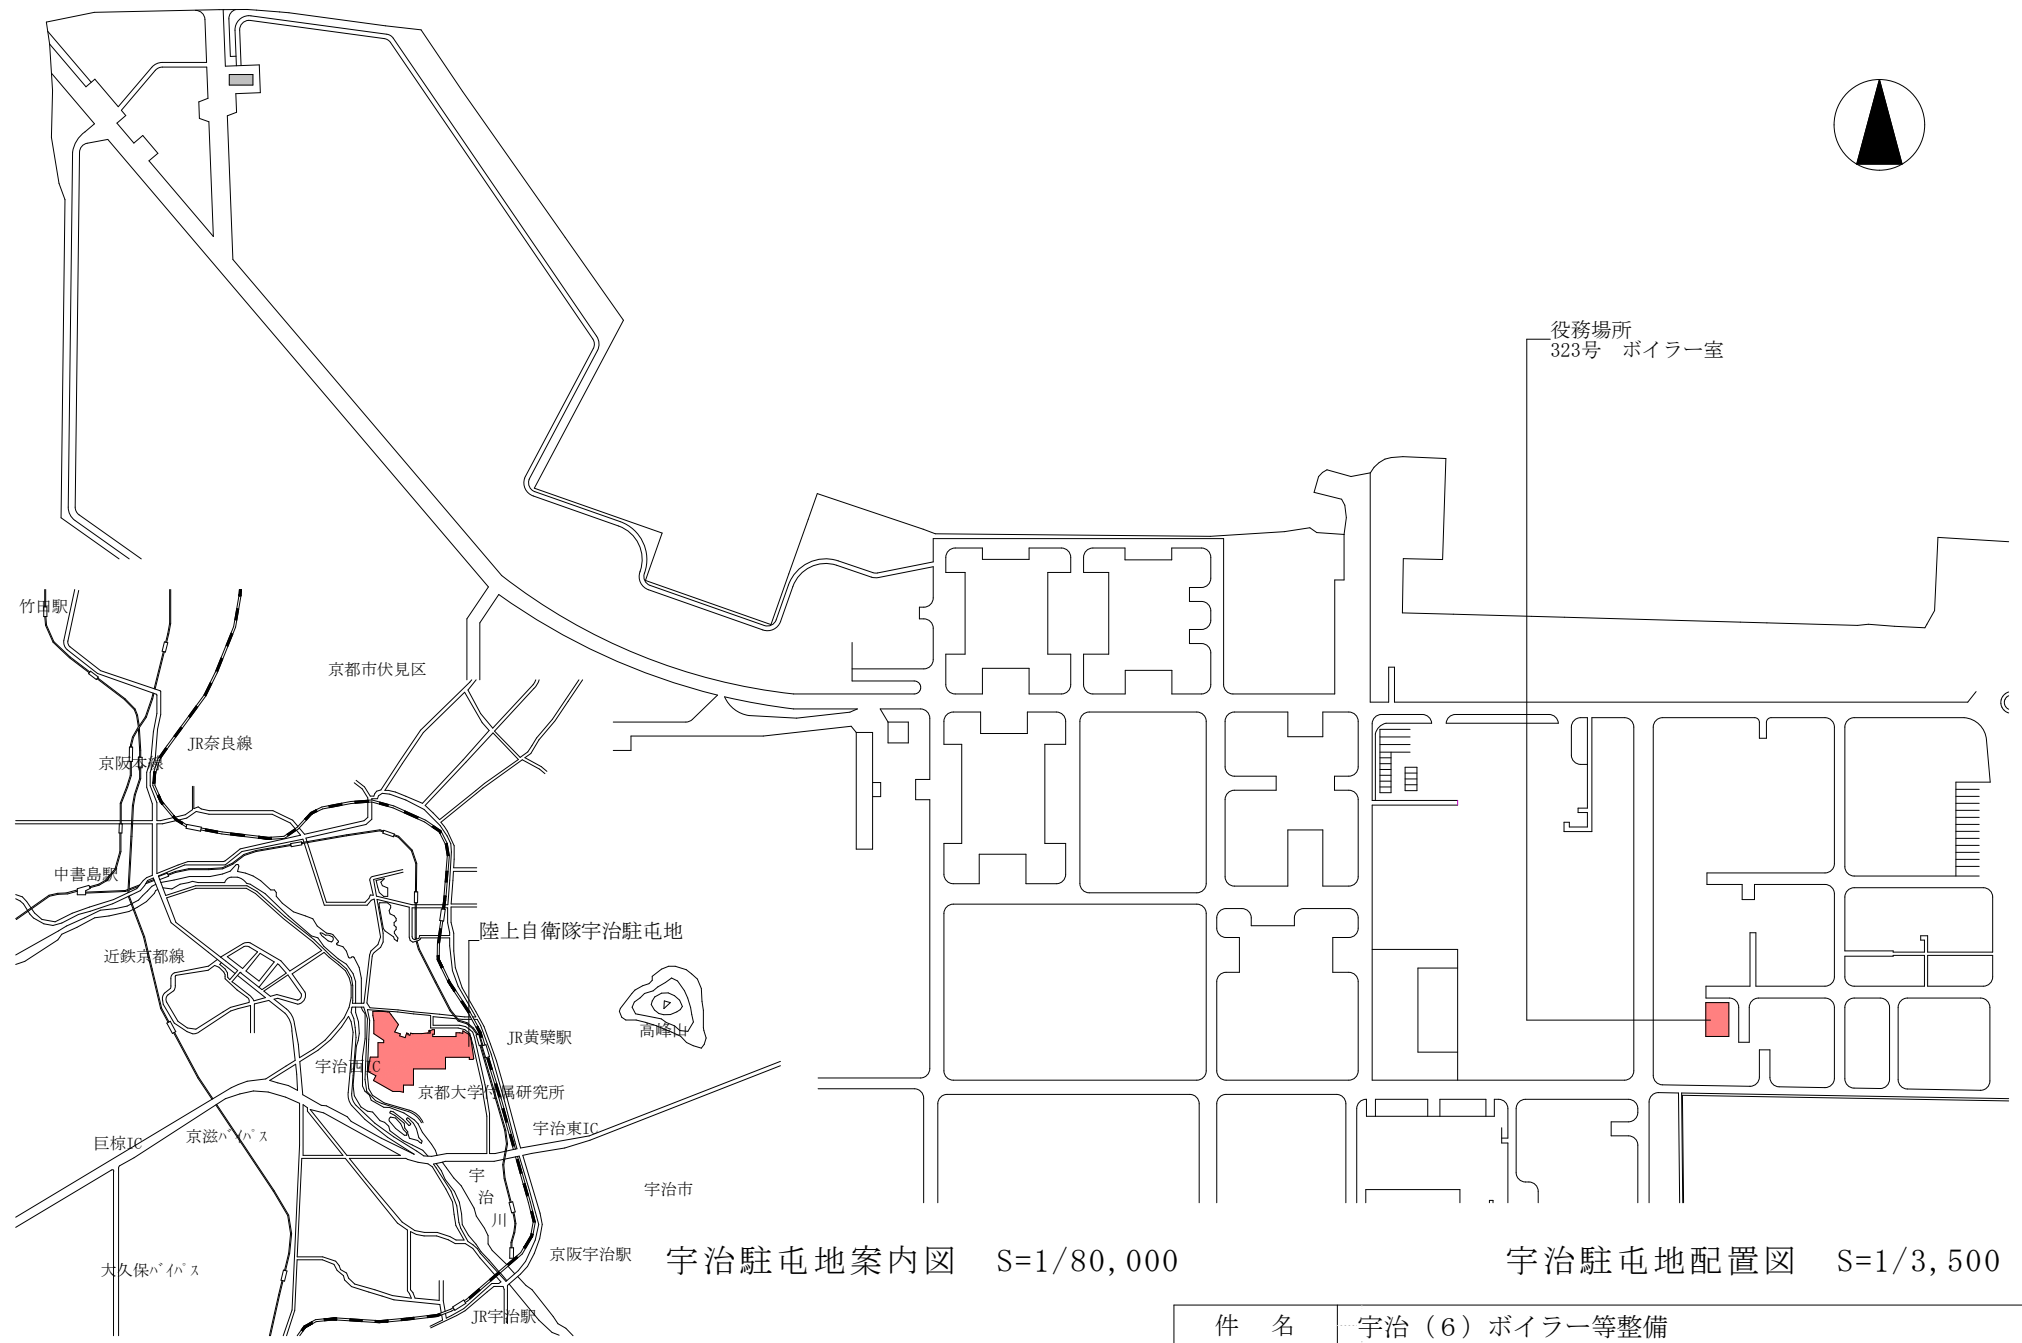 役務場所
323号　ボイラー室
竹田駅
京都市伏見区
JR奈良線
京阪本線
中書島駅
陸上自衛隊宇治駐屯地
近鉄京都線
高峰山
JR黄檗駅
宇治西IC
京都大学付属研究所
宇治東IC
巨椋IC
京滋バイパス
宇治川
宇治市
京阪宇治駅
大久保バイパス
JR宇治駅
宇治駐屯地案内図　S=1/80,000
宇治駐屯地配置図　S=1/3,500
件　名　宇治（6）ボイラー等整備